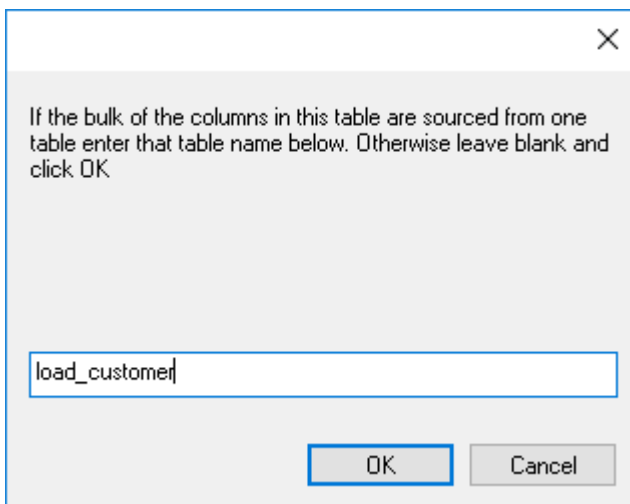 If the bulk of the columns in this table are sourced from one
table enter that table name below. Otherwise leave blank and
click OK
load_customer
OK Cancel